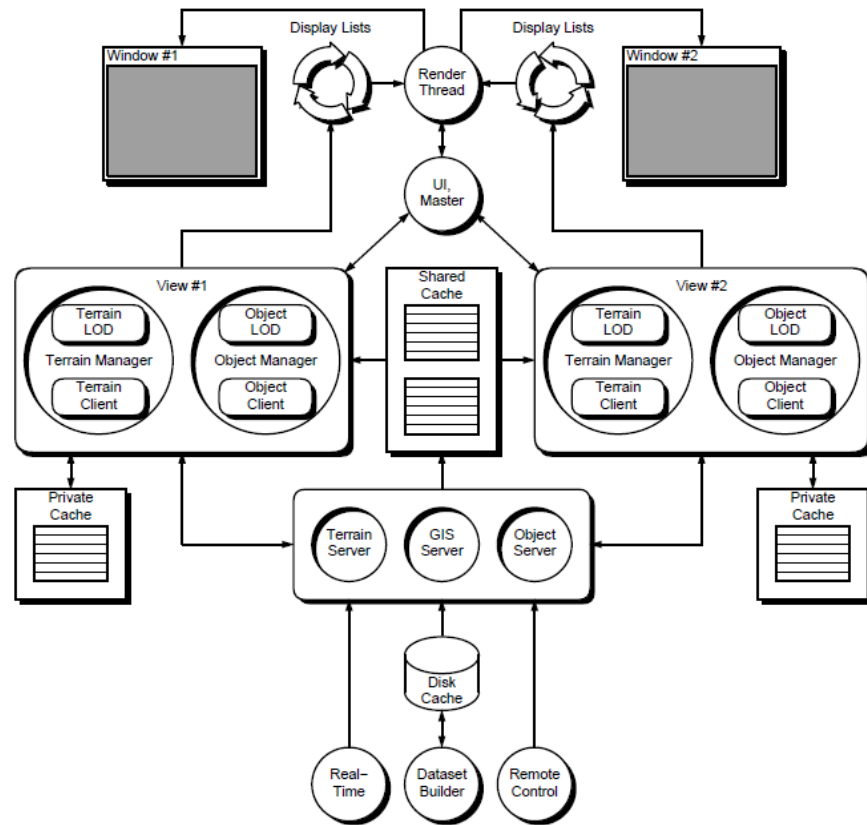 Display Lists
Display Lists
Window #1
Render
Thread
Window #2
UI,
Master
View #1
Terrain
LOD
Terrain Manager
Terrain
Client
Object
LOD
Object Manager
Object
Client
Shared
Cache
View #2
Terrain
LOD
Terrain Manager
Terrain
Client
Object
LOD
Object Manager
Object
Client
Private
Cache
Terrain
Server
GIS
Server
Object
Server
Private
Cache
Disk
Cache
Real-
Time
Dataset
Builder
Remote
Control